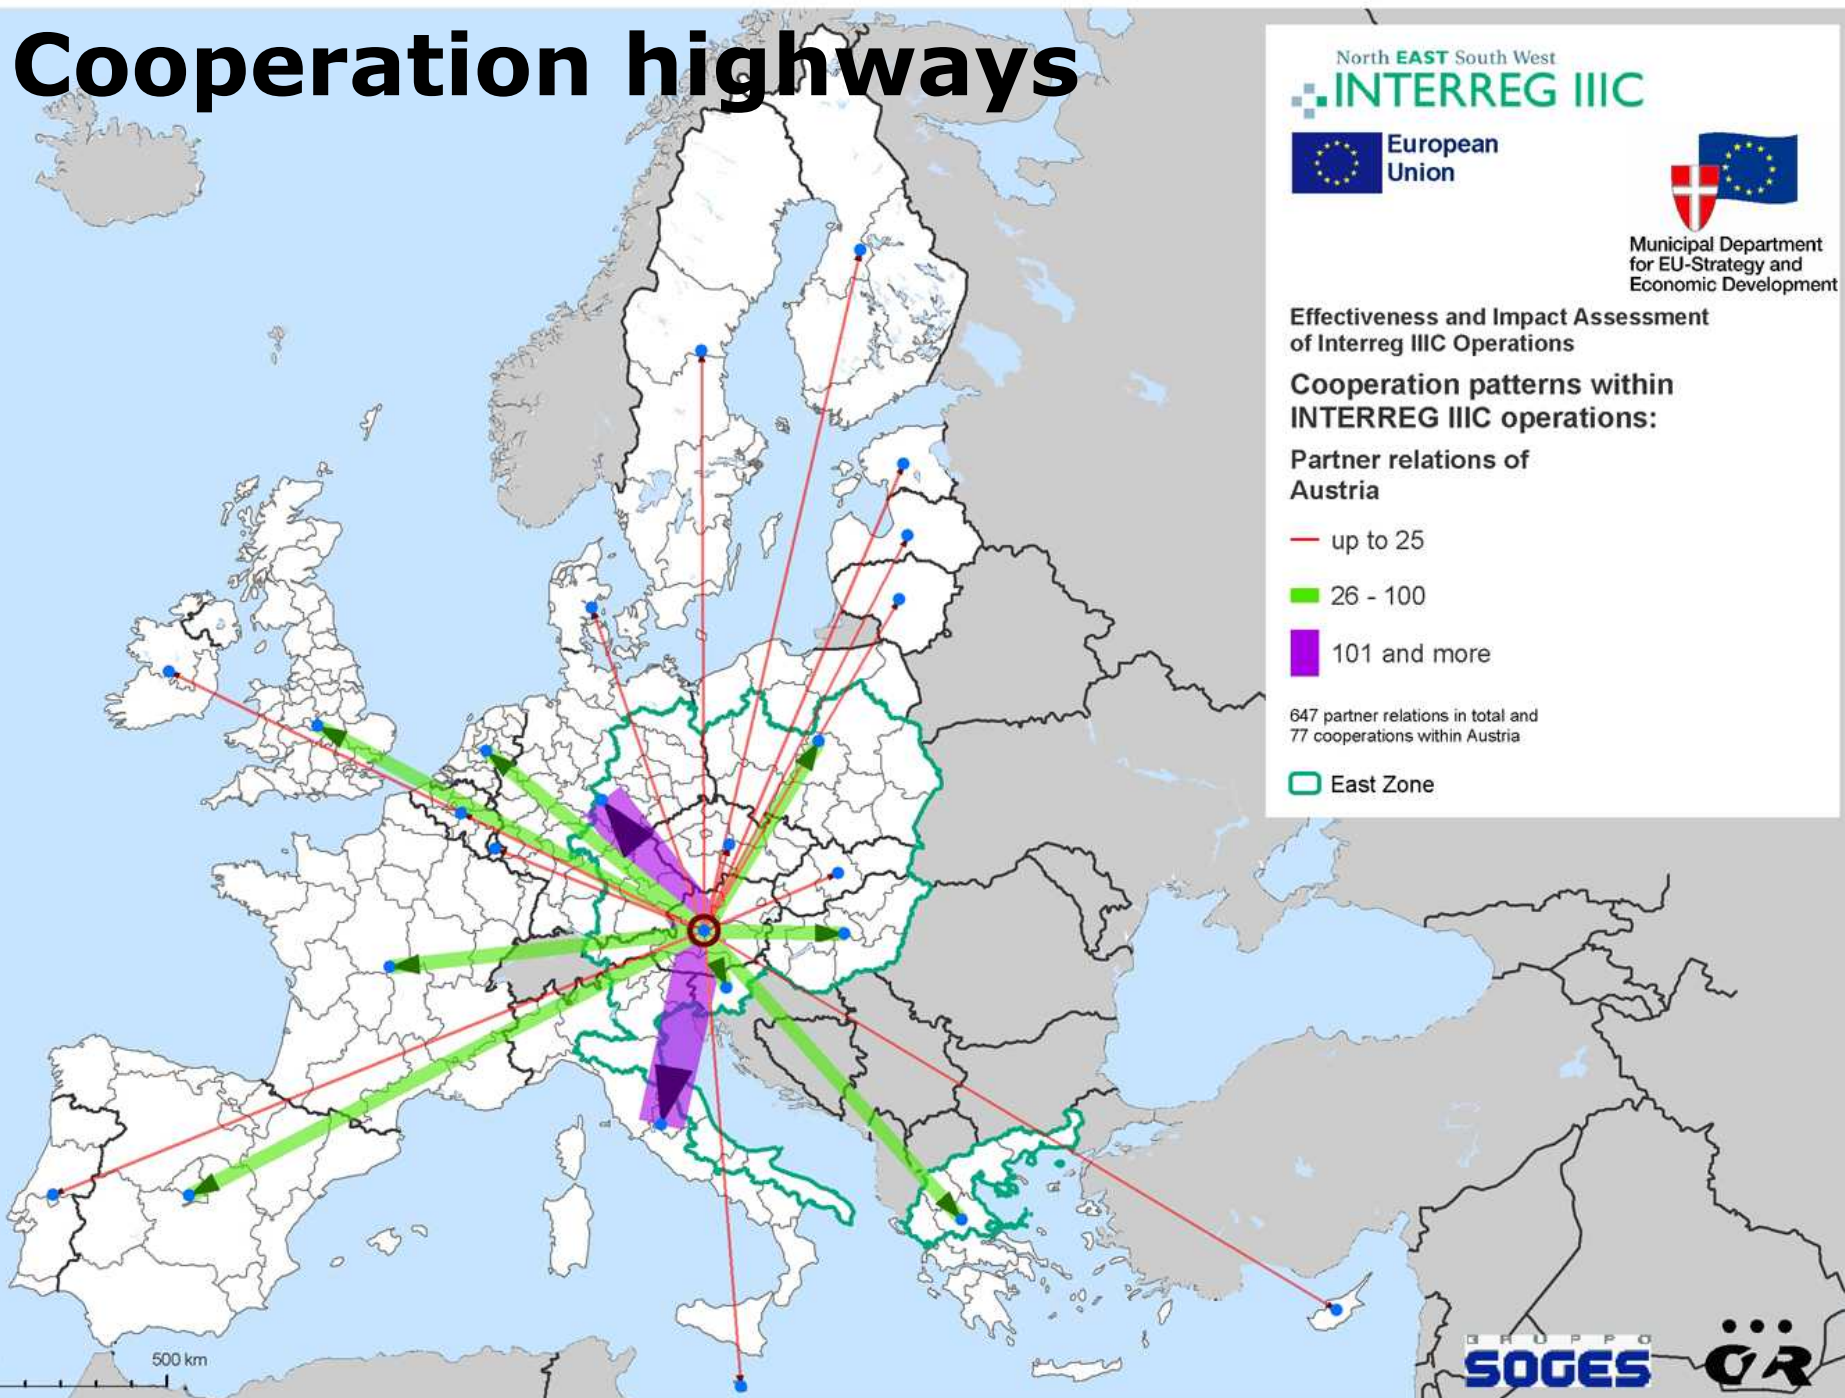 Cooperation highways
North EAST South West
INTERREG IIIC
European
Union
Municipal Department
for EU-Strategy and
Economic Development
Effectiveness and Impact Assessment
of Interreg IIIC Operations
Cooperation patterns within
INTERREG IIIC operations:
Partner relations of
Austria
up to 25
26 - 100
101 and more
647 partner relations in total and
77 cooperations within Austria
East Zone
500 km
GRUPPO
SOGES
ÖIR